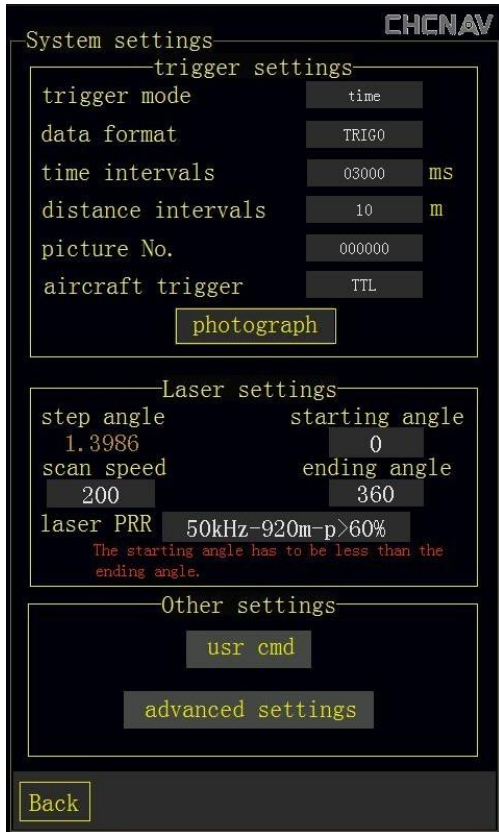 CHCNAV
System settings
trigger settings
trigger mode time
data format TRIG0
time intervals 03000 ms
distance intervals 10 m
picture No. 000000
aircraft trigger TTL
photograph
Laser settings
step angle starting angle
1.3986 0
scan speed ending angle
200 360
laser PRR 50kHz-920m-p>60%
The starting angle has to be less than the
ending angle.
Other settings
usr cmd
advanced settings
Back